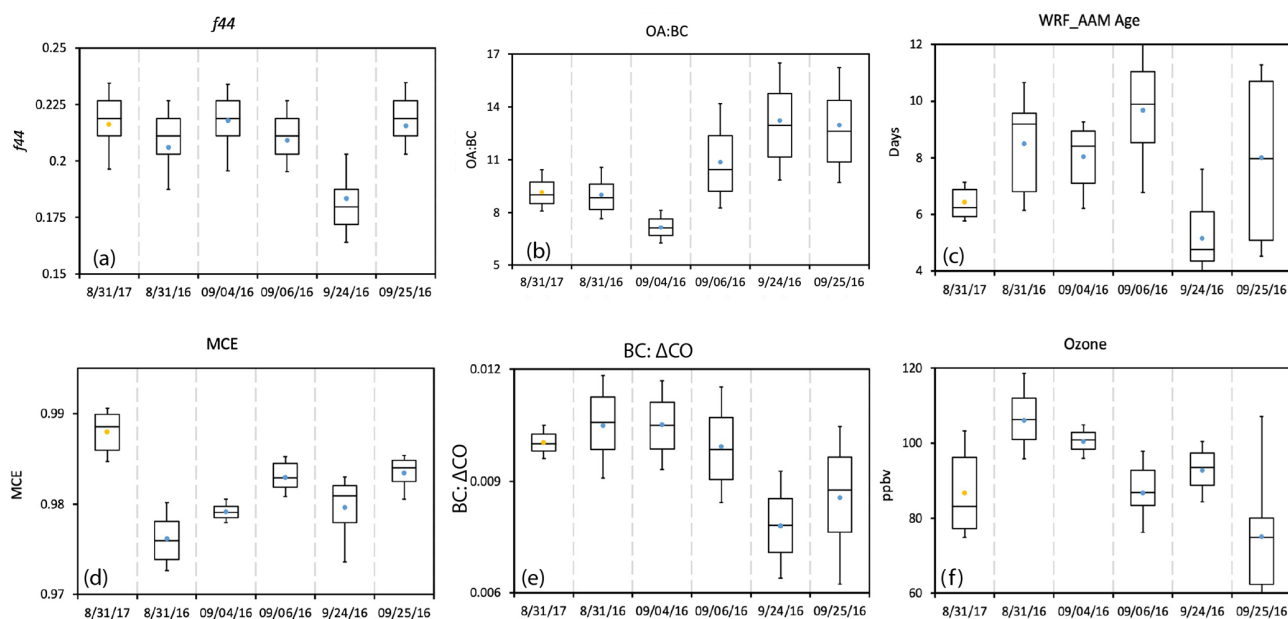 f44
0.25
0.225
0.2
0.175
0.15
f44
(a)
8/31/17 8/31/16 09/04/16 09/06/16 9/24/16 09/25/16
OA:BC
17
14
11
8
5
OA:BC
(b)
8/31/17 8/31/16 09/04/16 09/06/16 9/24/16 09/25/16
WRF_AAM Age
12
10
8
6
4
Days
(c)
8/31/17 8/31/16 09/04/16 09/06/16 9/24/16 09/25/16
MCE
0.99
0.98
0.97
MCE
(d)
8/31/17 8/31/16 09/04/16 09/06/16 9/24/16 09/25/16
BC: ΔCO
0.012
0.009
0.006
BC: ΔCO
(e)
8/31/17 8/31/16 09/04/16 09/06/16 9/24/16 09/25/16
Ozone
120
100
80
60
ppbv
(f)
8/31/17 8/31/16 09/04/16 09/06/16 9/24/16 09/25/16